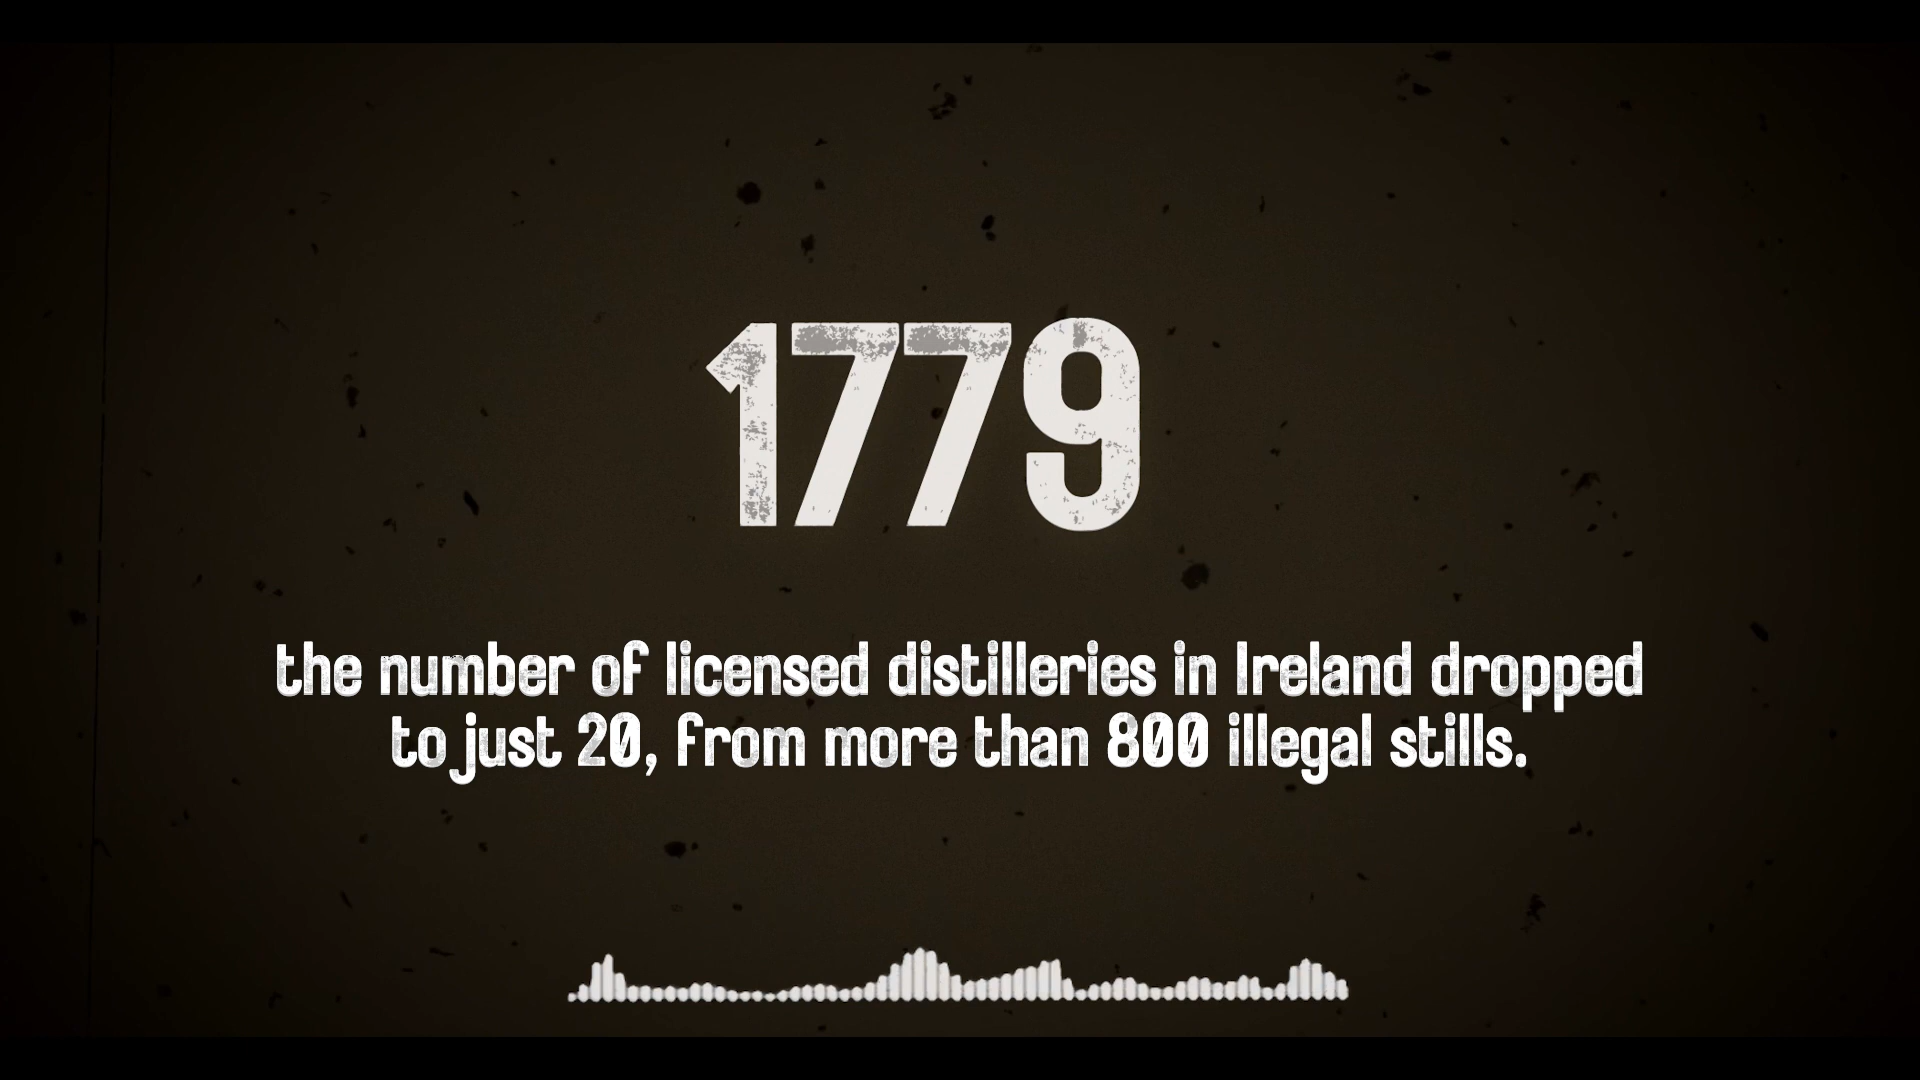 1779
the number of licensed distilleries in Ireland dropped
to just 20, from more than 800 illegal stills.